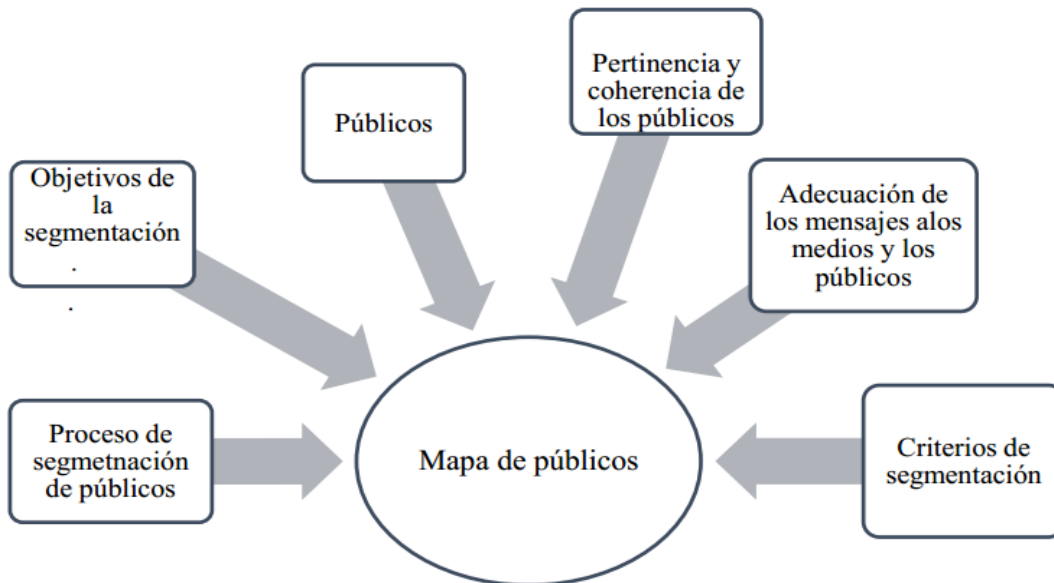 Pertinencia y
coherencia de
los públicos
Públicos
Objetivos de
la
segmentación
.
.
Adecuación de
los mensajes alos
medios y los
públicos
Proceso de
segmetnación
de públicos
Mapa de públicos
Criterios de
segmentación